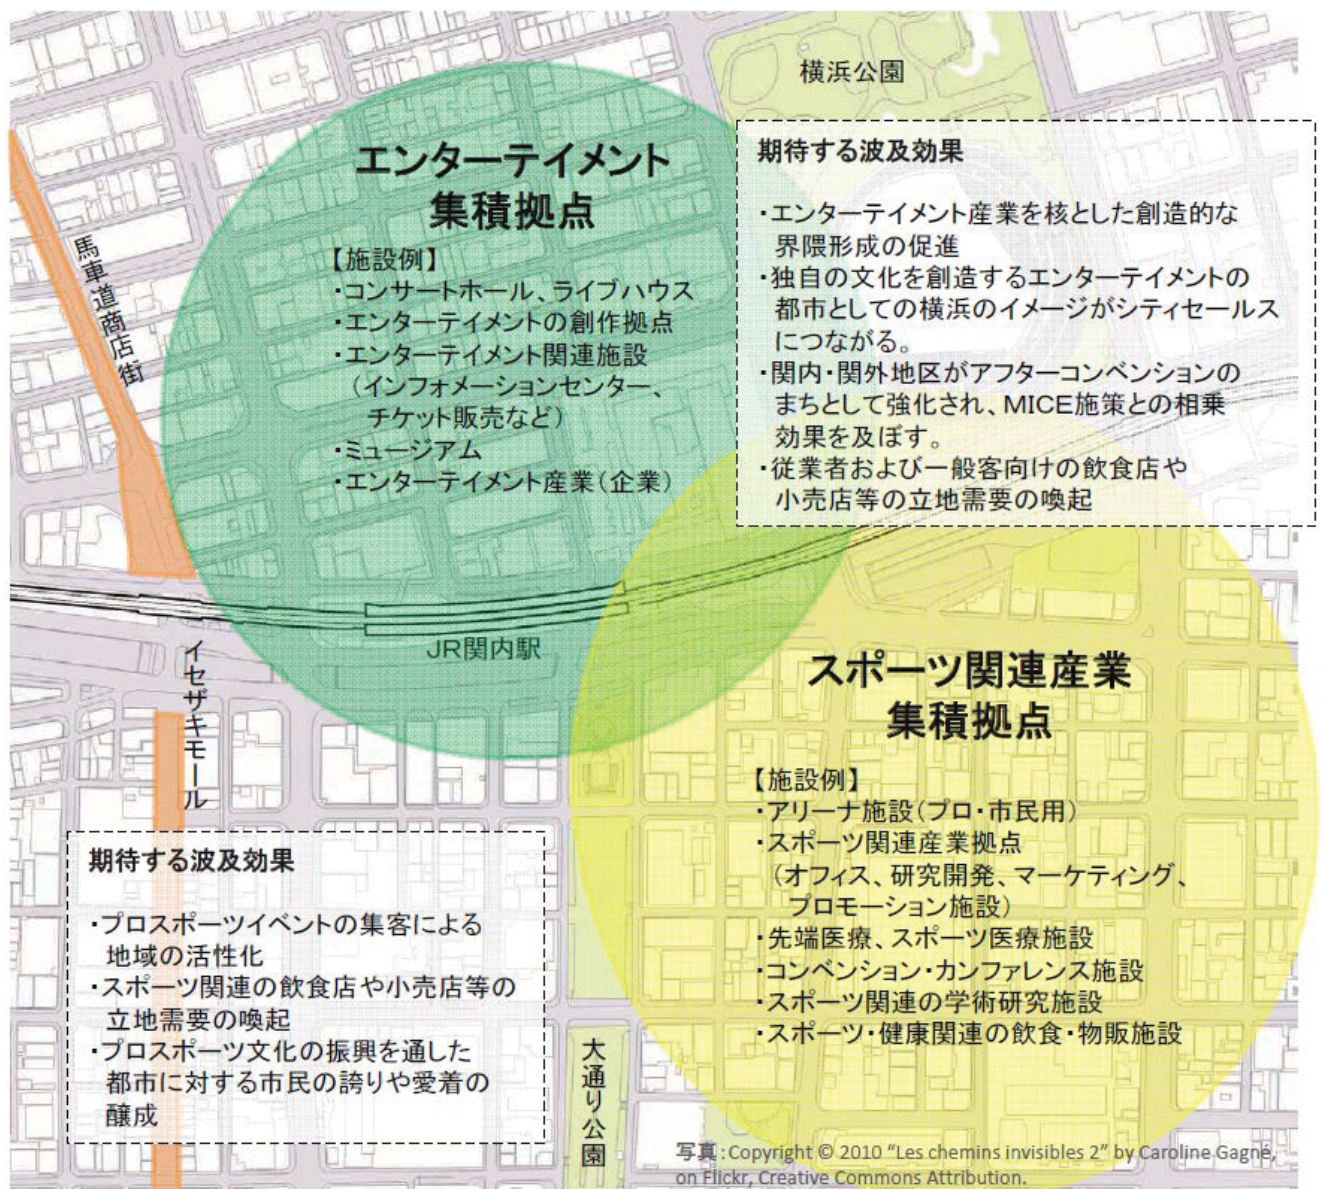 横浜公園
エンターテイメント
集積拠点
【施設例】
・コンサートホール、ライブハウス
・エンターテイメントの創作拠点
・エンターテイメント関連施設
（インフォメーションセンター、
チケット販売など）
・ミュージアム
・エンターテイメント産業（企業）
期待する波及効果
・エンターテイメント産業を核とした創造的な
界隈形成の促進
・独自の文化を創造するエンターテイメントの
都市としての横浜のイメージがシティセールス
につながる。
・関内・関外地区がアフターコンベンションの
まちとして強化され、MICE施策との相乗
効果を及ぼす。
・従業者および一般客向けの飲食店や
小売店等の立地需要の喚起
馬車道商店街
JR関内駅
イセザキモール
スポーツ関連産業
集積拠点
【施設例】
・アリーナ施設（プロ・市民用）
・スポーツ関連産業拠点
（オフィス、研究開発、マーケティング、
プロモーション施設）
・先端医療、スポーツ医療施設
・コンベンション・カンファレンス施設
・スポーツ関連の学術研究施設
・スポーツ・健康関連の飲食・物販施設
期待する波及効果
・プロスポーツイベントの集客による
地域の活性化
・スポーツ関連の飲食店や小売店等の
立地需要の喚起
・プロスポーツ文化の振興を通した
都市に対する市民の誇りや愛着の
醸成
大通り公園
写真：Copyright © 2010 “Les chemins invisibles 2” by Caroline Gagné,
on Flickr, Creative Commons Attribution.